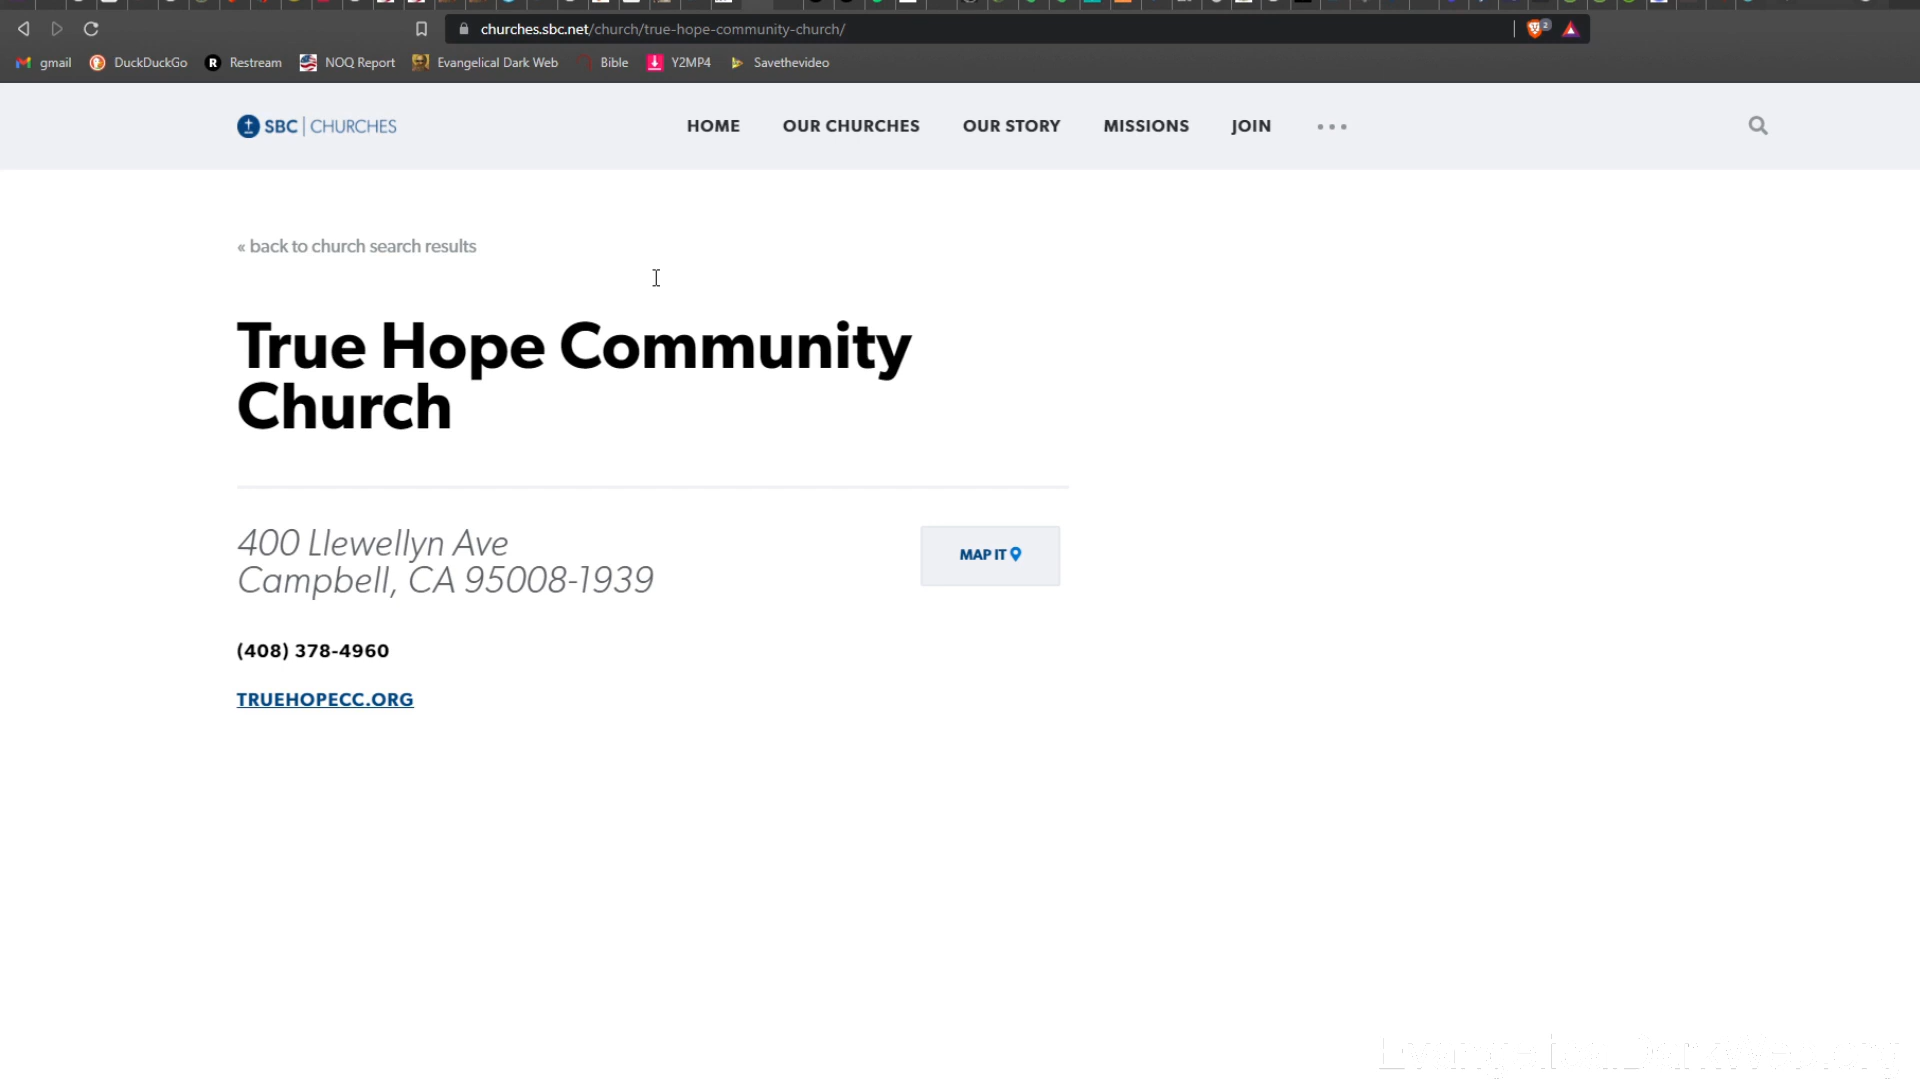 churches.sbc.net/church/true-hope-community-church/
2
gmail
DuckDuckGo
R
Restream
NOQ Report
Evangelical Dark Web
Bible
Y2MP4
Savethevideo
SBC | CHURCHES
HOME
OUR CHURCHES
OUR STORY
MISSIONS
JOIN
« back to church search results
True Hope Community
Church
400 Llewellyn Ave
Campbell, CA 95008-1939
MAP IT
(408) 378-4960
TRUEHOPECC.ORG